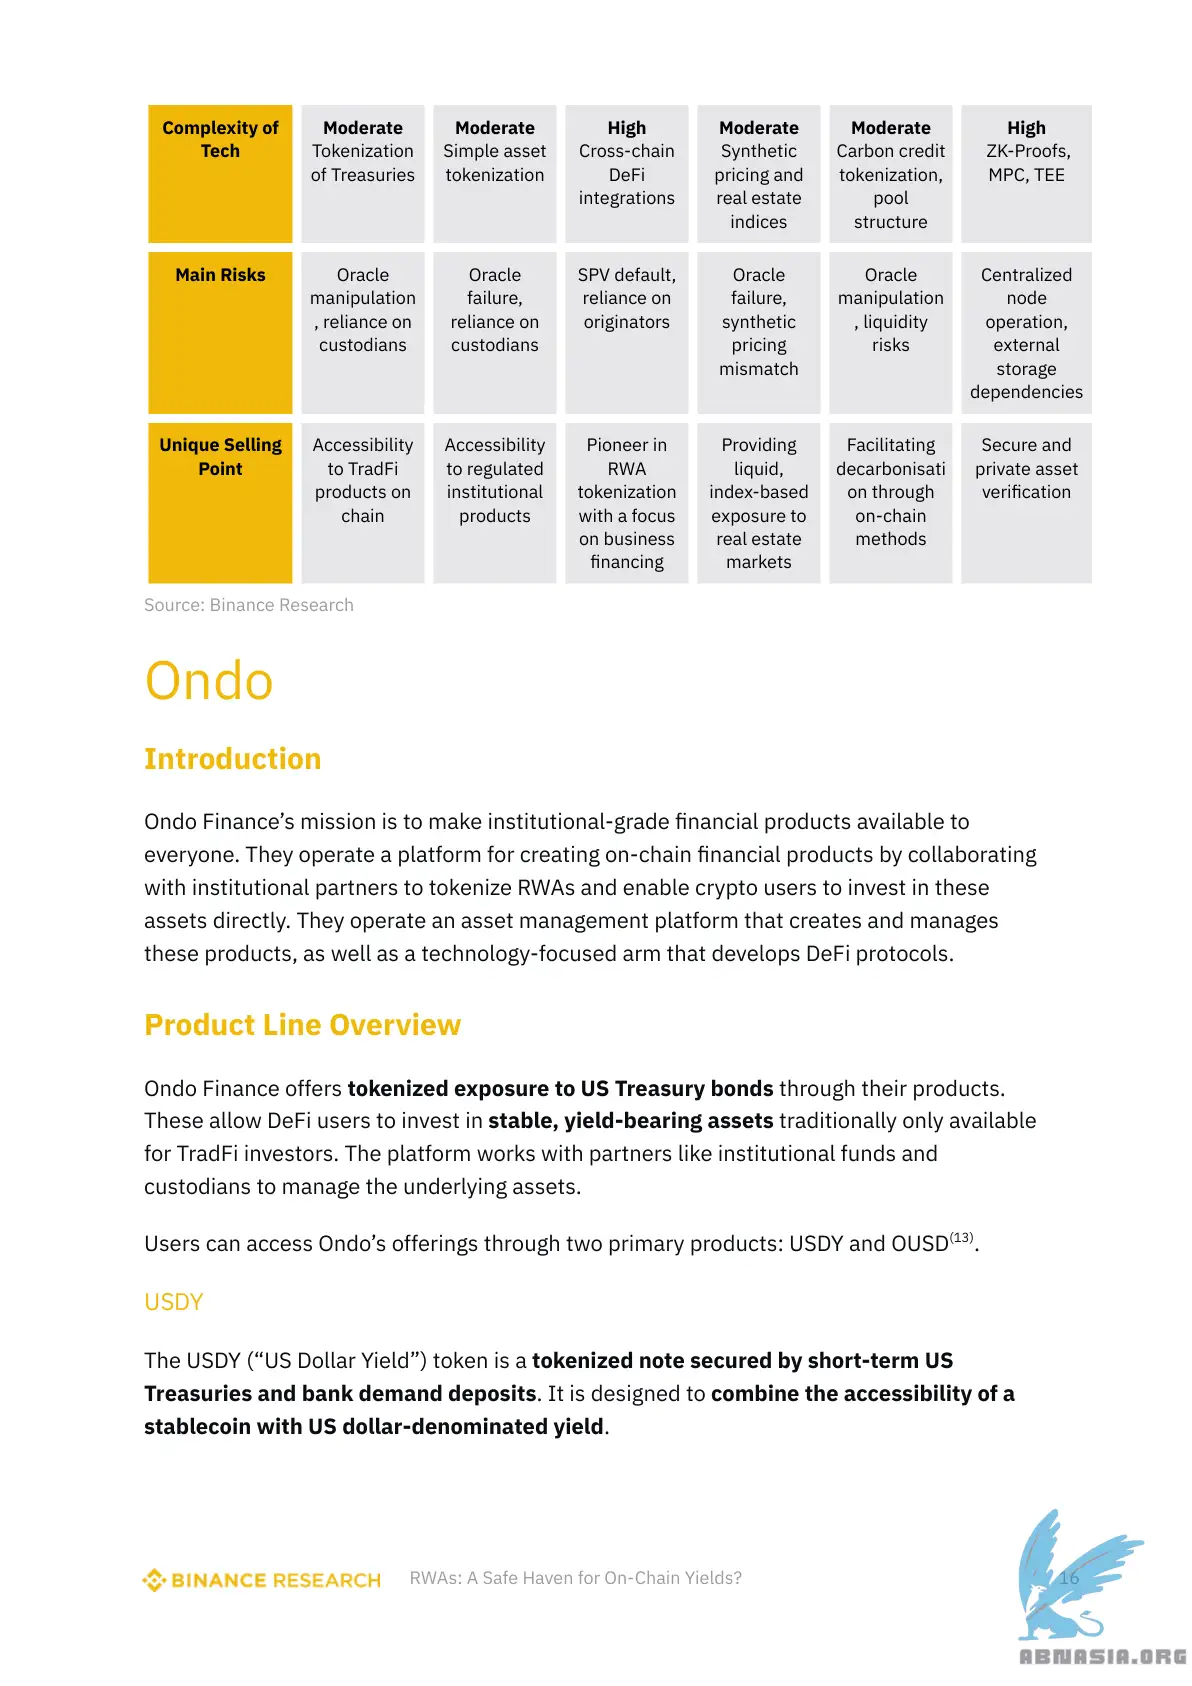 Complexity of
Tech
Moderate
Tokenization
of Treasuries
Moderate
Simple asset
tokenization
High
Cross-chain
DeFi
integrations
Moderate
Synthetic
pricing and
real estate
indices
Moderate
Carbon credit
tokenization,
pool
structure
High
ZK-Proofs,
MPC, TEE
Main Risks
Oracle
manipulation
, reliance on
custodians
Oracle
failure,
reliance on
custodians
SPV default,
reliance on
originators
Oracle
failure,
synthetic
pricing
mismatch
Oracle
manipulation
, liquidity
risks
Centralized
node
operation,
external
storage
dependencies
Unique Selling
Point
Accessibility
to TradFi
products on
chain
Accessibility
to regulated
institutional
products
Pioneer in
RWA
tokenization
with a focus
on business
financing
Providing
liquid,
index-based
exposure to
real estate
markets
Facilitating
decarbonisati
on through
on-chain
methods
Secure and
private asset
verification
Source: Binance Research
Ondo
Introduction
Ondo Finance’s mission is to make institutional-grade financial products available to
everyone. They operate a platform for creating on-chain financial products by collaborating
with institutional partners to tokenize RWAs and enable crypto users to invest in these
assets directly. They operate an asset management platform that creates and manages
these products, as well as a technology-focused arm that develops DeFi protocols.
Product Line Overview
Ondo Finance offers tokenized exposure to US Treasury bonds through their products.
These allow DeFi users to invest in stable, yield-bearing assets traditionally only available
for TradFi investors. The platform works with partners like institutional funds and
custodians to manage the underlying assets.
Users can access Ondo’s offerings through two primary products: USDY and OUSD(13).
USDY
The USDY (“US Dollar Yield”) token is a tokenized note secured by short-term US
Treasuries and bank demand deposits. It is designed to combine the accessibility of a
stablecoin with US dollar-denominated yield.
BINANCE RESEARCH
RWAs: A Safe Haven for On-Chain Yields?
16
ABNASIA.ORG